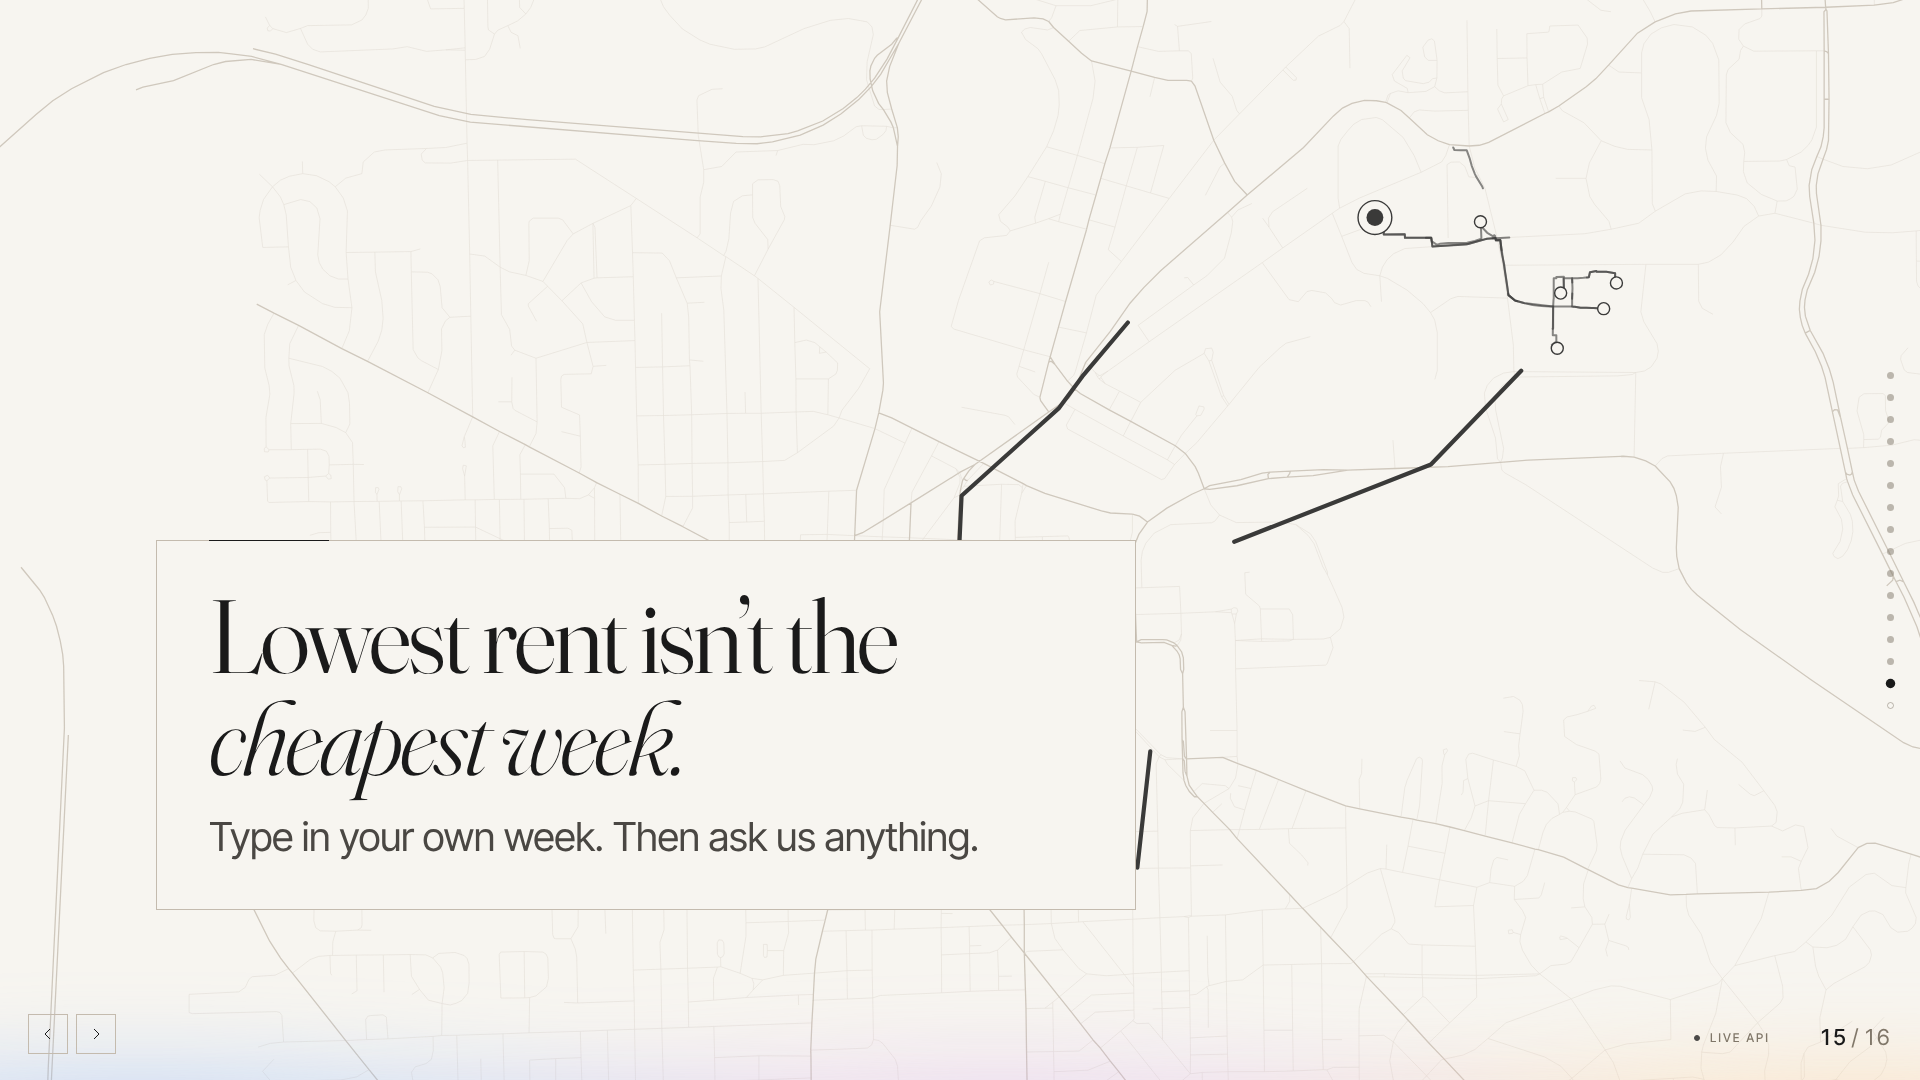 Lowest rent isn’t the
cheapest week.
Type in your own week. Then ask us anything.
LIVE API
15 / 16